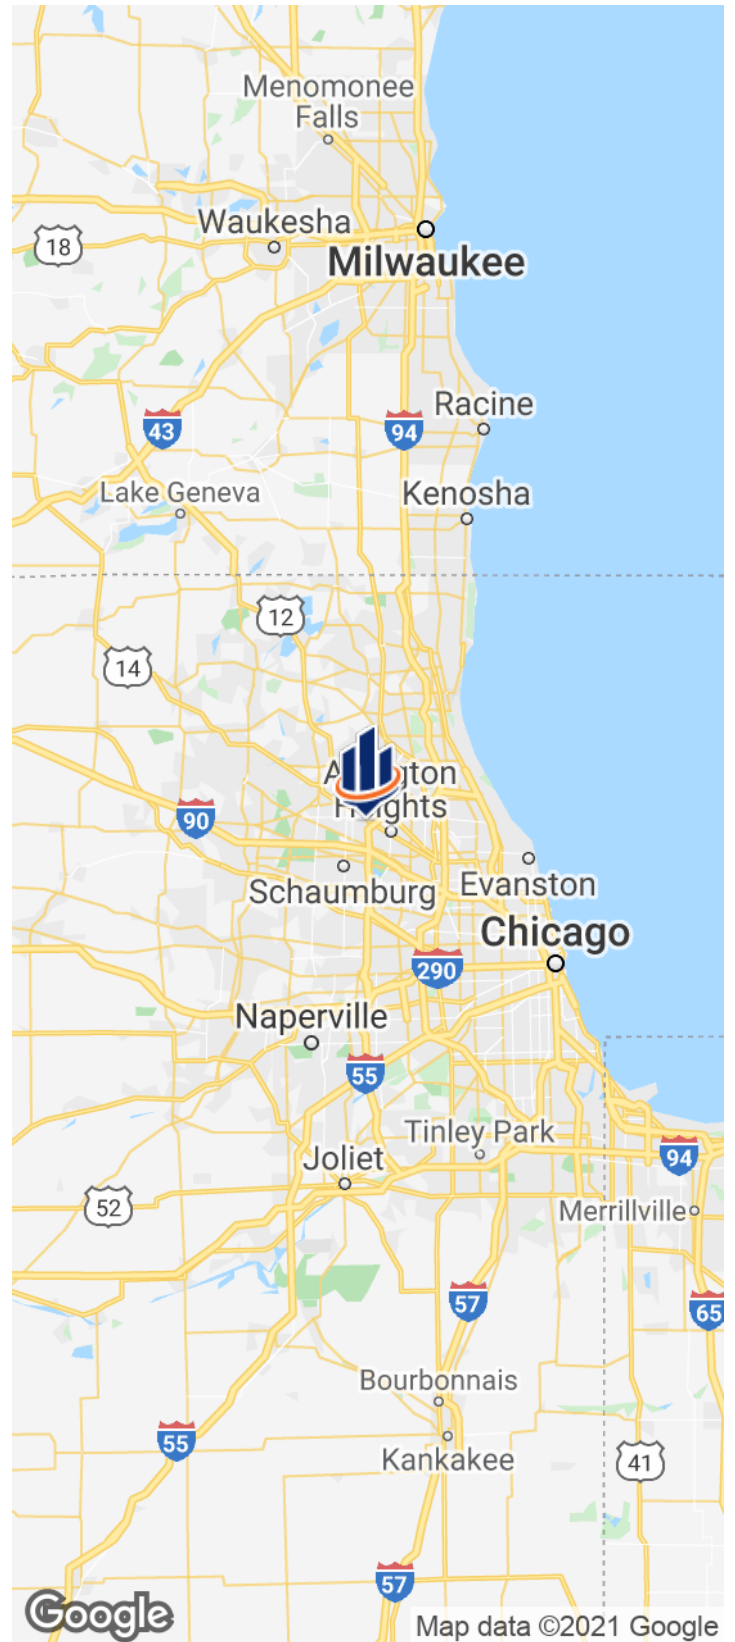 Menomonee
Falls
Waukesha
18
Milwaukee
Racine
43
94
Lake Geneva
Kenosha
12
14
A gton
H ghts
90
Schaumburg
Evanston
Chicago
290
Naperville
55
Tinley Park
Joliet
94
52
Merrillville
57
65
Bourbonnais
55
Kankakee
41
57
Google
Map data ©2021 Google